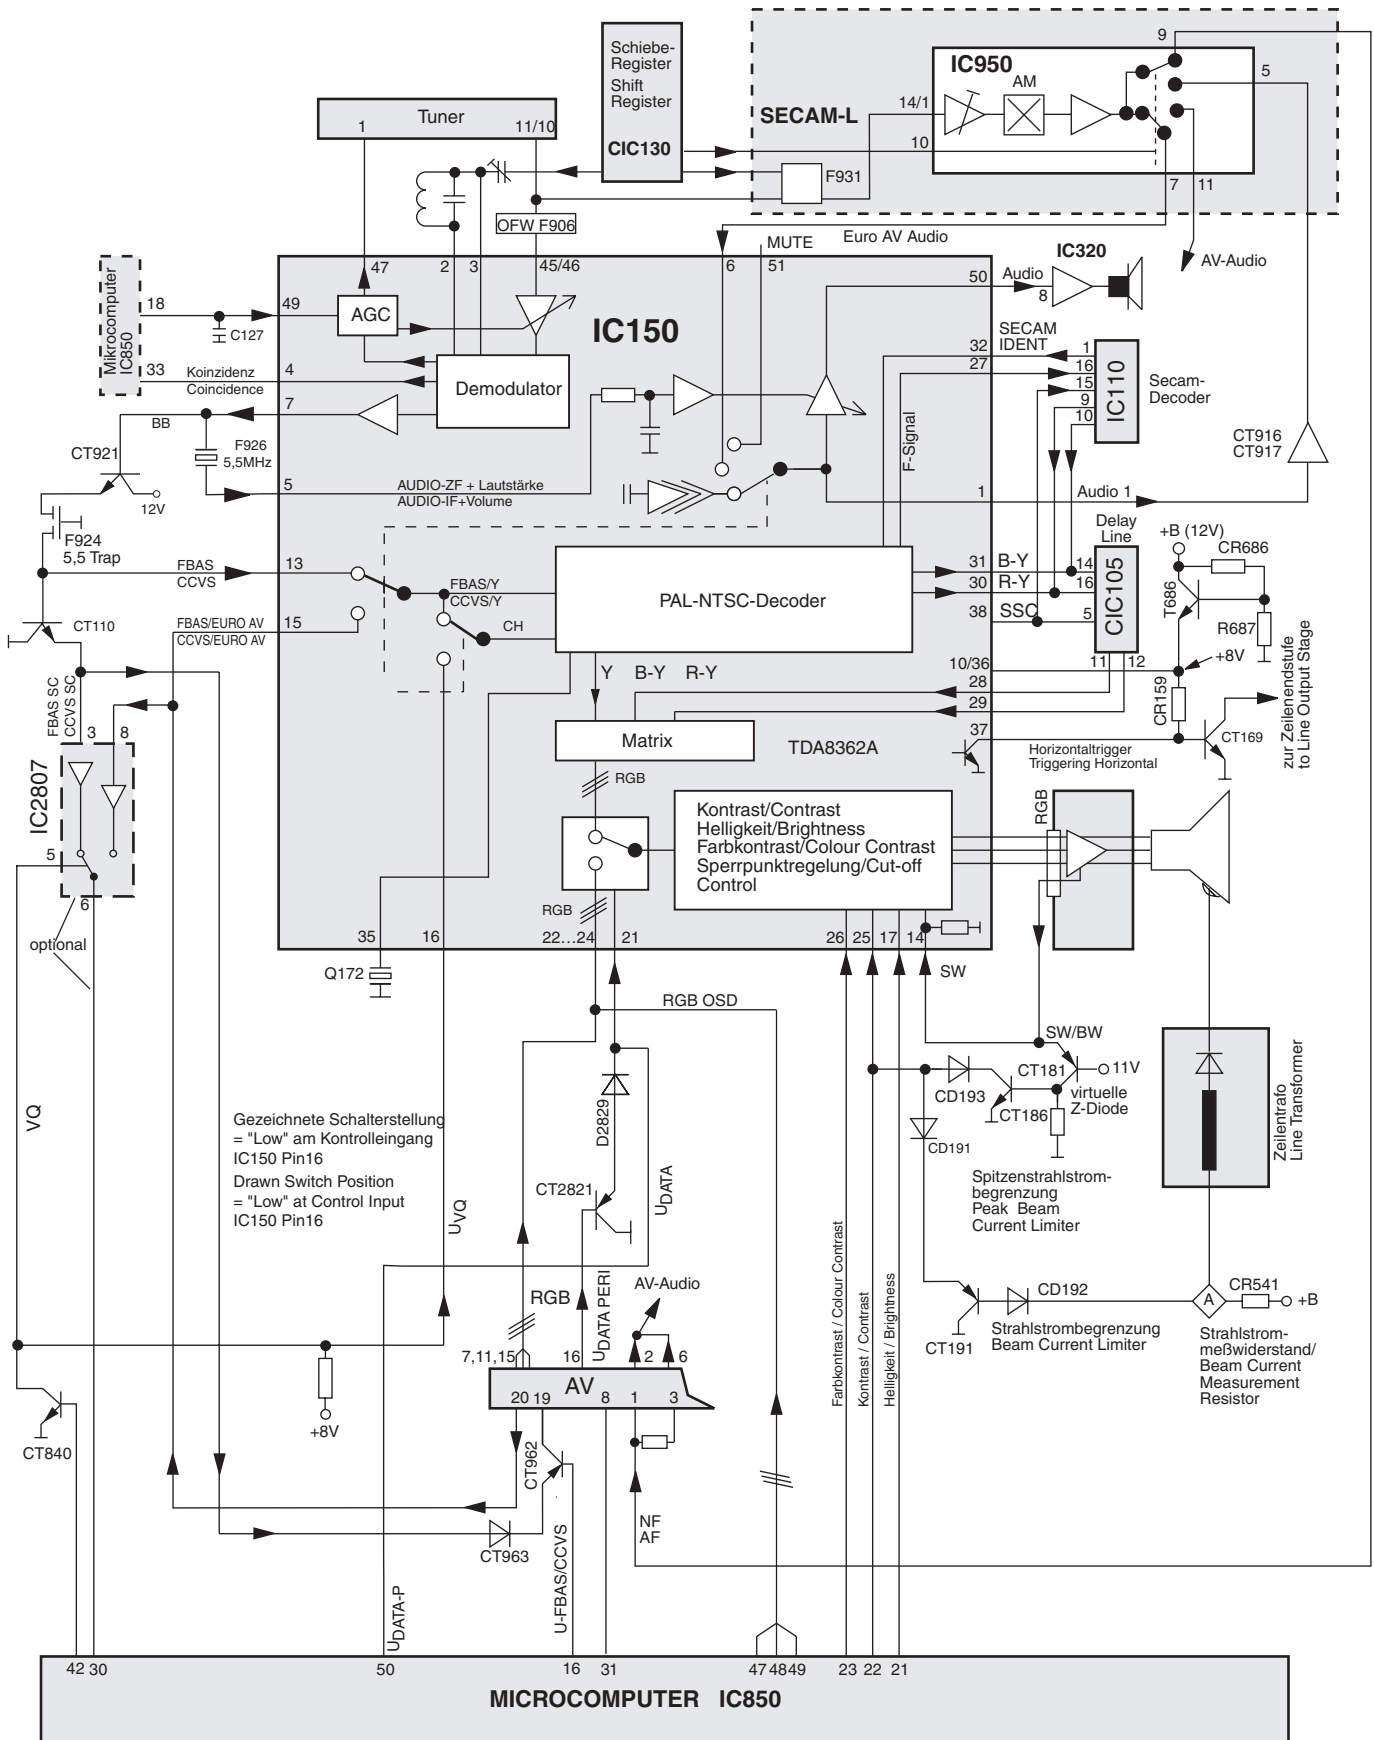 Schiebe-
Register
Shift
Register
CIC130
9
IC950
AM
5
14/1
SECAM-L
10
F931
7
11
Tuner
1
11/10
OFW F906
MUTE
Euro AV Audio
IC320
AV-Audio
Mikrocomputer
IC850
47
2
3
45/46
6
51
50
Audio
8
18
49
AGC
C127
IC150
SECAM
IDENT
32
1
27
16
15
9
10
IC110
Secam-
Decoder
33
Koinzidenz
Coincidence
4
Demodulator
7
BB
F926
5,5MHz
CT921
12V
F-Signal
CT916
CT917
5
AUDIO-ZF + Lautstärke
AUDIO-IF+Volume
1
Audio 1
F924
5,5 Trap
Delay
Line
+B (12V)
CR686
FBAS
CCVS
13
FBAS/Y
CCVS/Y
PAL-NTSC-Decoder
31
B-Y
14
30
R-Y
16
38
SSC
5
CIC105
T686
R687
CT110
FBAS/EURO AV
CCVS/EURO AV
15
CH
11
12
+8V
10/36
Y
B-Y
R-Y
28
29
CR159
FBAS SC
CCVS SC
3
8
Matrix
TDA8362A
37
Horizontaltrigger
Triggering Horizontal
CT169
zur Zeilenendstufe
to Line Output Stage
IC2807
RGB
Kontrast/Contrast
Helligkeit/Brightness
Farbkontrast/Colour Contrast
Sperrpunktregelung/Cut-off
Control
RGB
5
6
optional
RGB
35
16
22...24
21
26
25
17
14
Q172
SW
RGB OSD
SW/BW
11V
CT181
virtuelle
Z-Diode
CD193
CT186
CD191
Zeilentrafo
Line Transformer
VQ
D2829
Gezeichnete Schalterstellung
= "Low" am Kontrolleingang
IC150 Pin16
Drawn Switch Position
= "Low" at Control Input
IC150 Pin16
UVQ
CT2821
UDATA
Spitzenstrahlstrom-
begrenzung
Peak Beam
Current Limiter
Farbkontrast / Colour Contrast
Kontrast / Contrast
Helligkeit / Brightness
AV-Audio
RGB
UDATA PERI
CD192
A
CR541
+B
CT191
Strahlstrombegrenzung
Beam Current Limiter
Strahlstrom-
meßwiderstand/
Beam Current
Measurement
Resistor
7,11,15
16
2
6
AV
20
19
8
1
3
+8V
CT840
CT962
CT963
NF
AF
U-FBAS/CCVS
UDATA-P
42
30
50
16
31
47
48
49
23
22
21
MICROCOMPUTER IC850